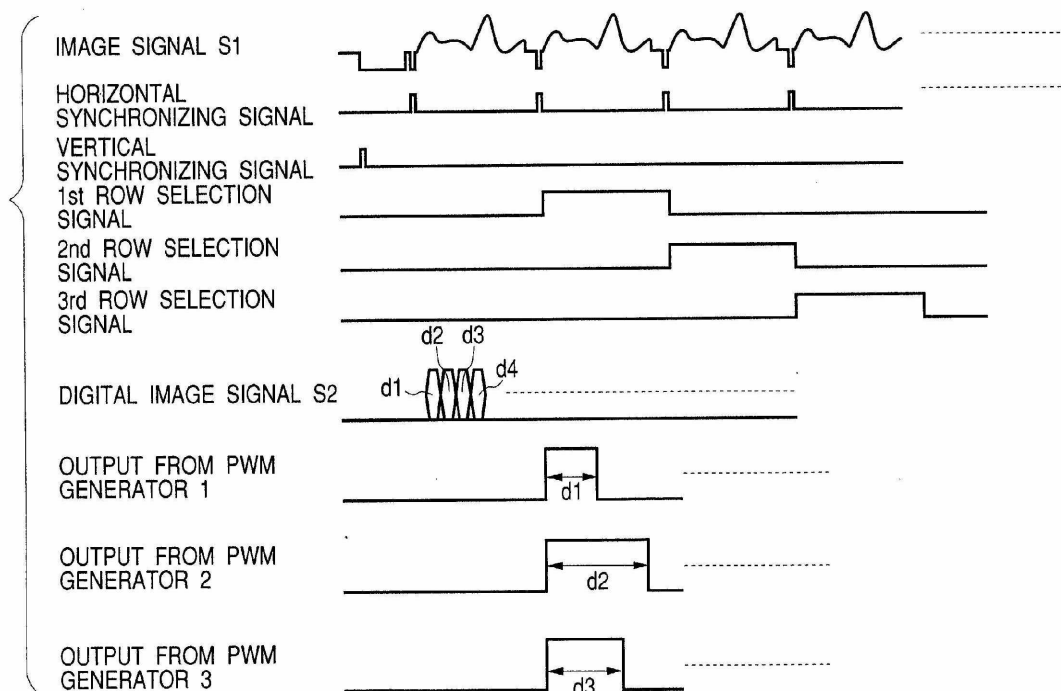 IMAGE SIGNAL S1
HORIZONTAL
SYNCHRONIZING SIGNAL
VERTICAL
SYNCHRONIZING SIGNAL
1st ROW SELECTION
SIGNAL
2nd ROW SELECTION
SIGNAL
3rd ROW SELECTION
SIGNAL
d2 d3
d1 d4
DIGITAL IMAGE SIGNAL S2
OUTPUT FROM PWM
GENERATOR 1
d1
OUTPUT FROM PWM
GENERATOR 2
d2
OUTPUT FROM PWM
GENERATOR 3
d3